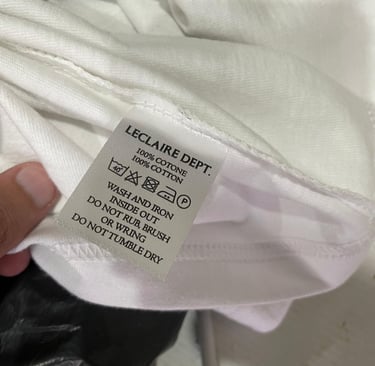 LECLAIRE DEPT.
100% COTONE
100% COTTON
WASH AND IRON
INSIDE OUT
DO NOT RUB, BRUSH
OR WRING
DO NOT TUMBLE DRY